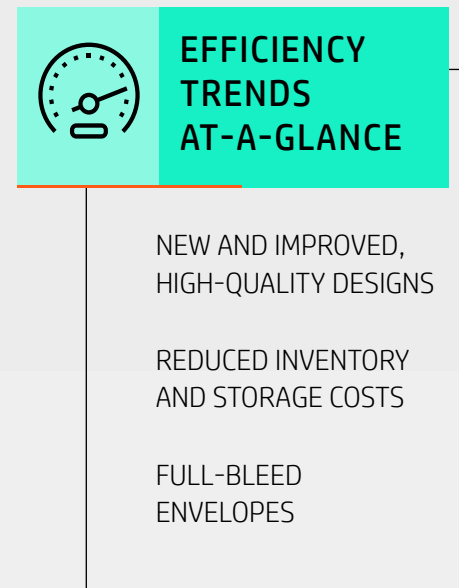 EFFICIENCY
TRENDS
AT-A-GLANCE
NEW AND IMPROVED,
HIGH-QUALITY DESIGNS
REDUCED INVENTORY
AND STORAGE COSTS
FULL-BLEED
ENVELOPES